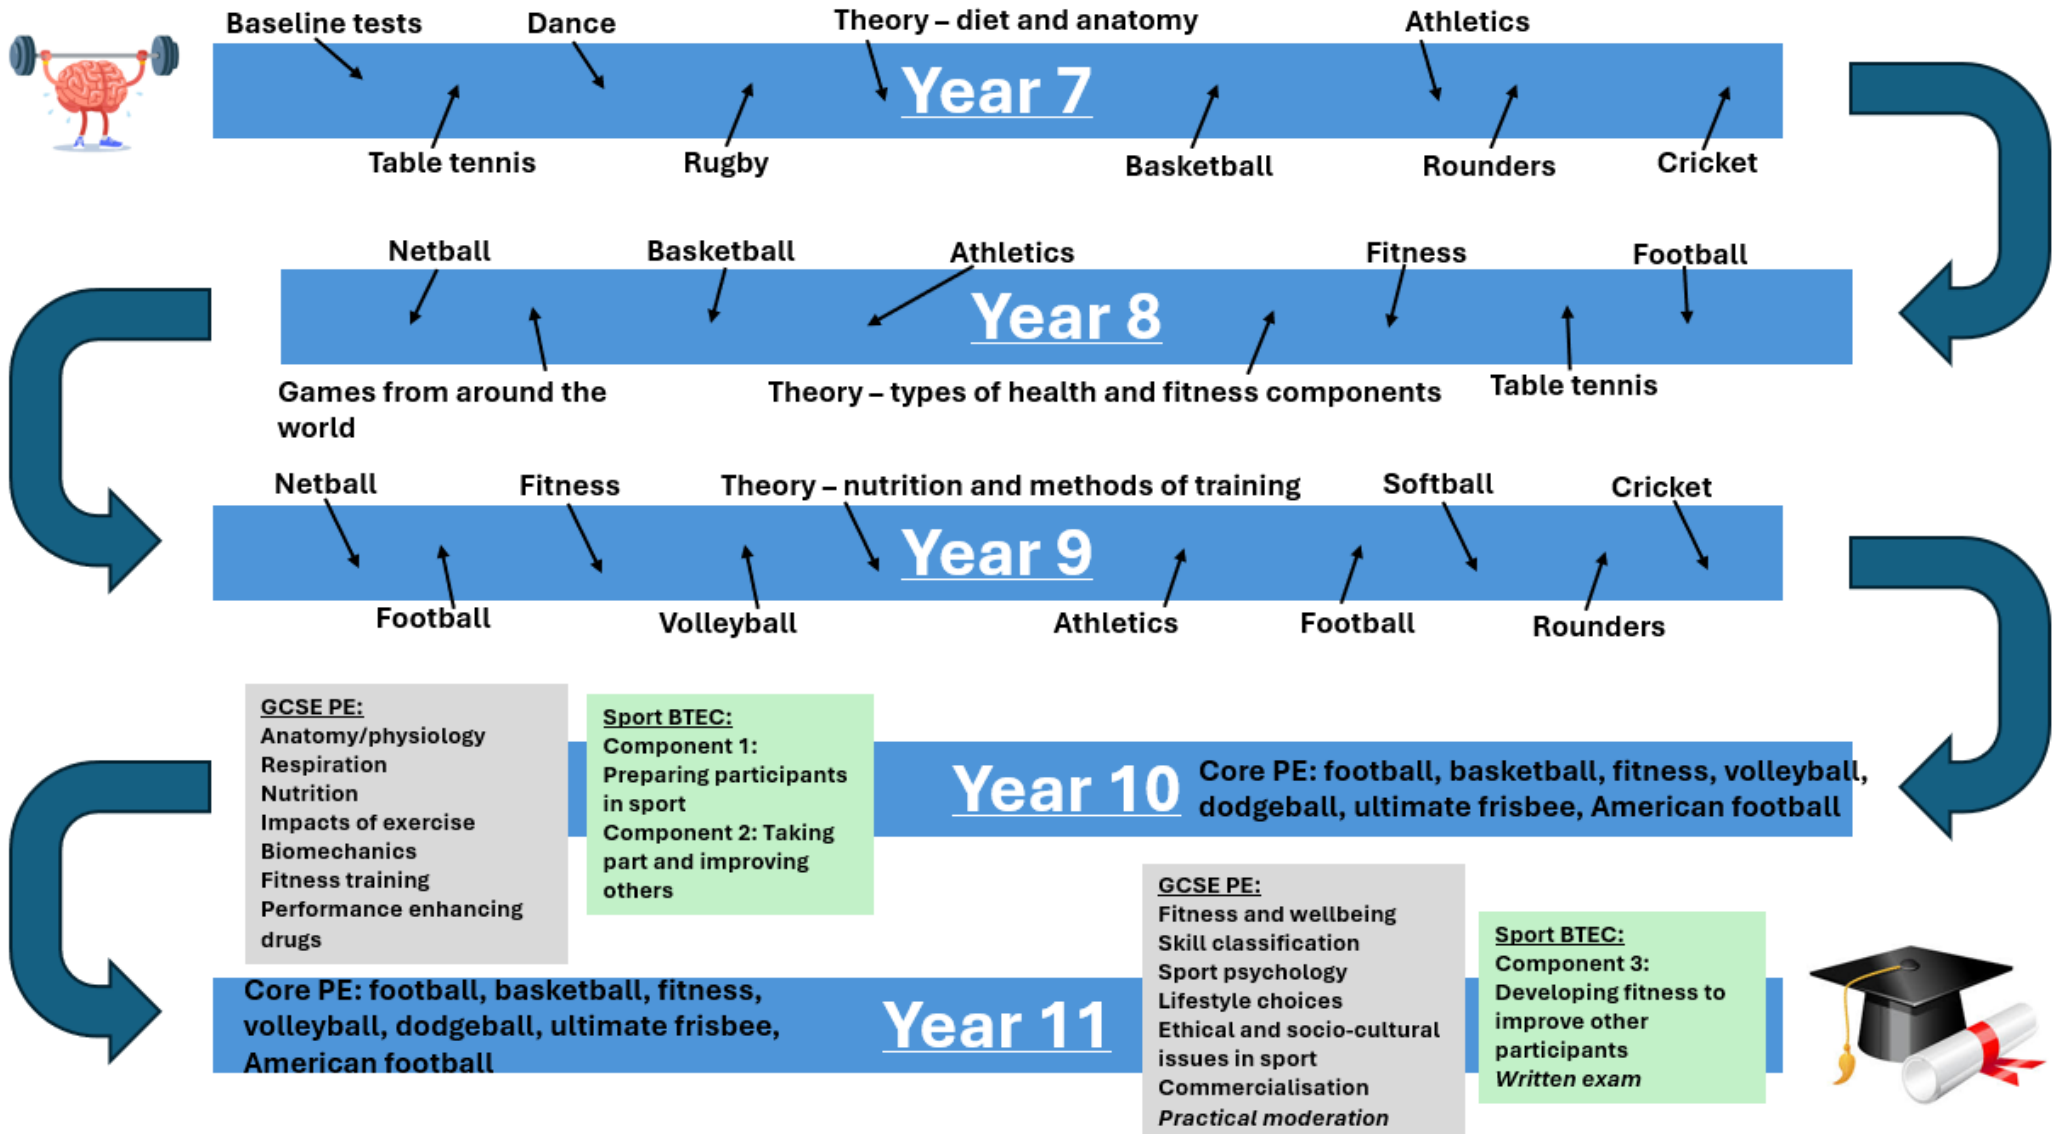 Baseline tests
Dance
Theory – diet and anatomy
Athletics
Year 7
Table tennis
Rugby
Basketball
Rounders
Cricket
Netball
Basketball
Athletics
Fitness
Football
Year 8
Games from around the
world
Theory – types of health and fitness components
Table tennis
Netball
Fitness
Theory – nutrition and methods of training
Softball
Cricket
Year 9
Football
Volleyball
Athletics
Football
Rounders
GCSE PE:
Anatomy/physiology
Respiration
Nutrition
Impacts of exercise
Biomechanics
Fitness training
Performance enhancing
drugs
Sport BTEC:
Component 1:
Preparing participants
in sport
Component 2: Taking
part and improving
others
Year 10
Core PE: football, basketball, fitness, volleyball,
dodgeball, ultimate frisbee, American football
Core PE: football, basketball, fitness,
volleyball, dodgeball, ultimate frisbee,
American football
Year 11
GCSE PE:
Fitness and wellbeing
Skill classification
Sport psychology
Lifestyle choices
Ethical and socio-cultural
issues in sport
Commercialisation
Practical moderation
Sport BTEC:
Component 3:
Developing fitness to
improve other
participants
Written exam